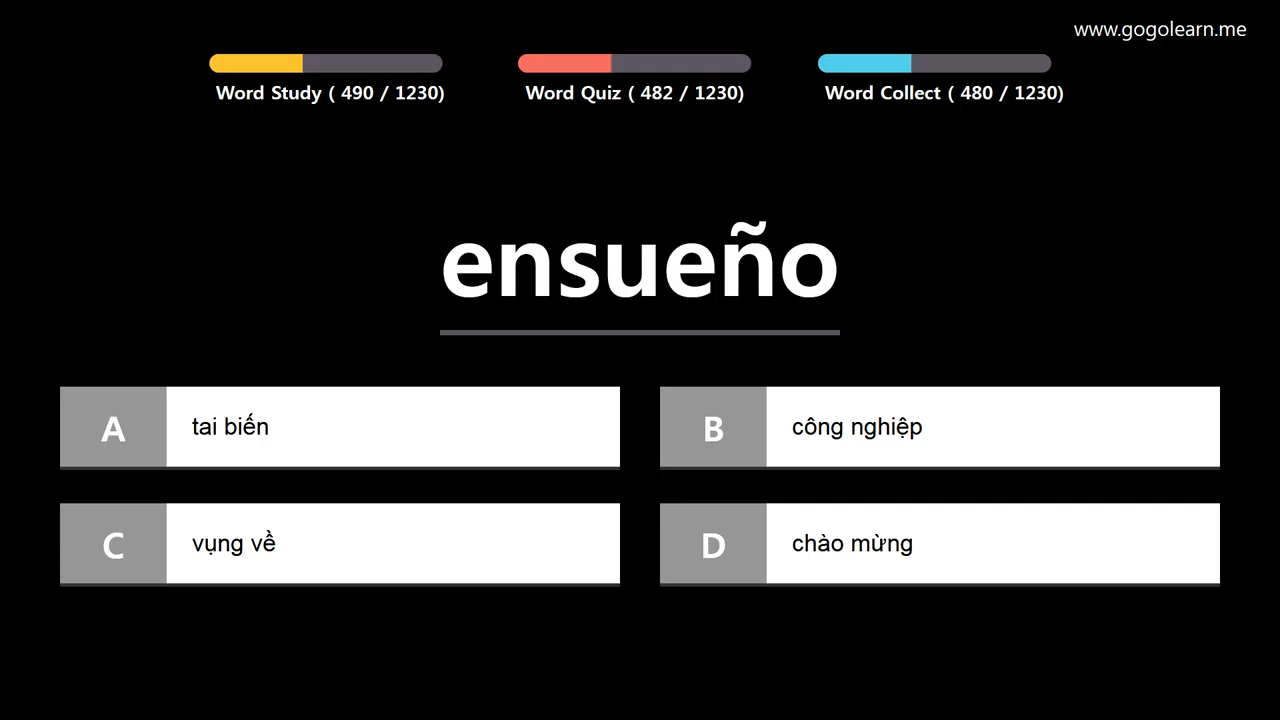 www.gogolearn.me
Word Study ( 490 / 1230)
Word Quiz ( 482 / 1230)
Word Collect ( 480 / 1230)
ensueño
A
tai biến
B
công nghiệp
C
vụng về
D
chào mừng